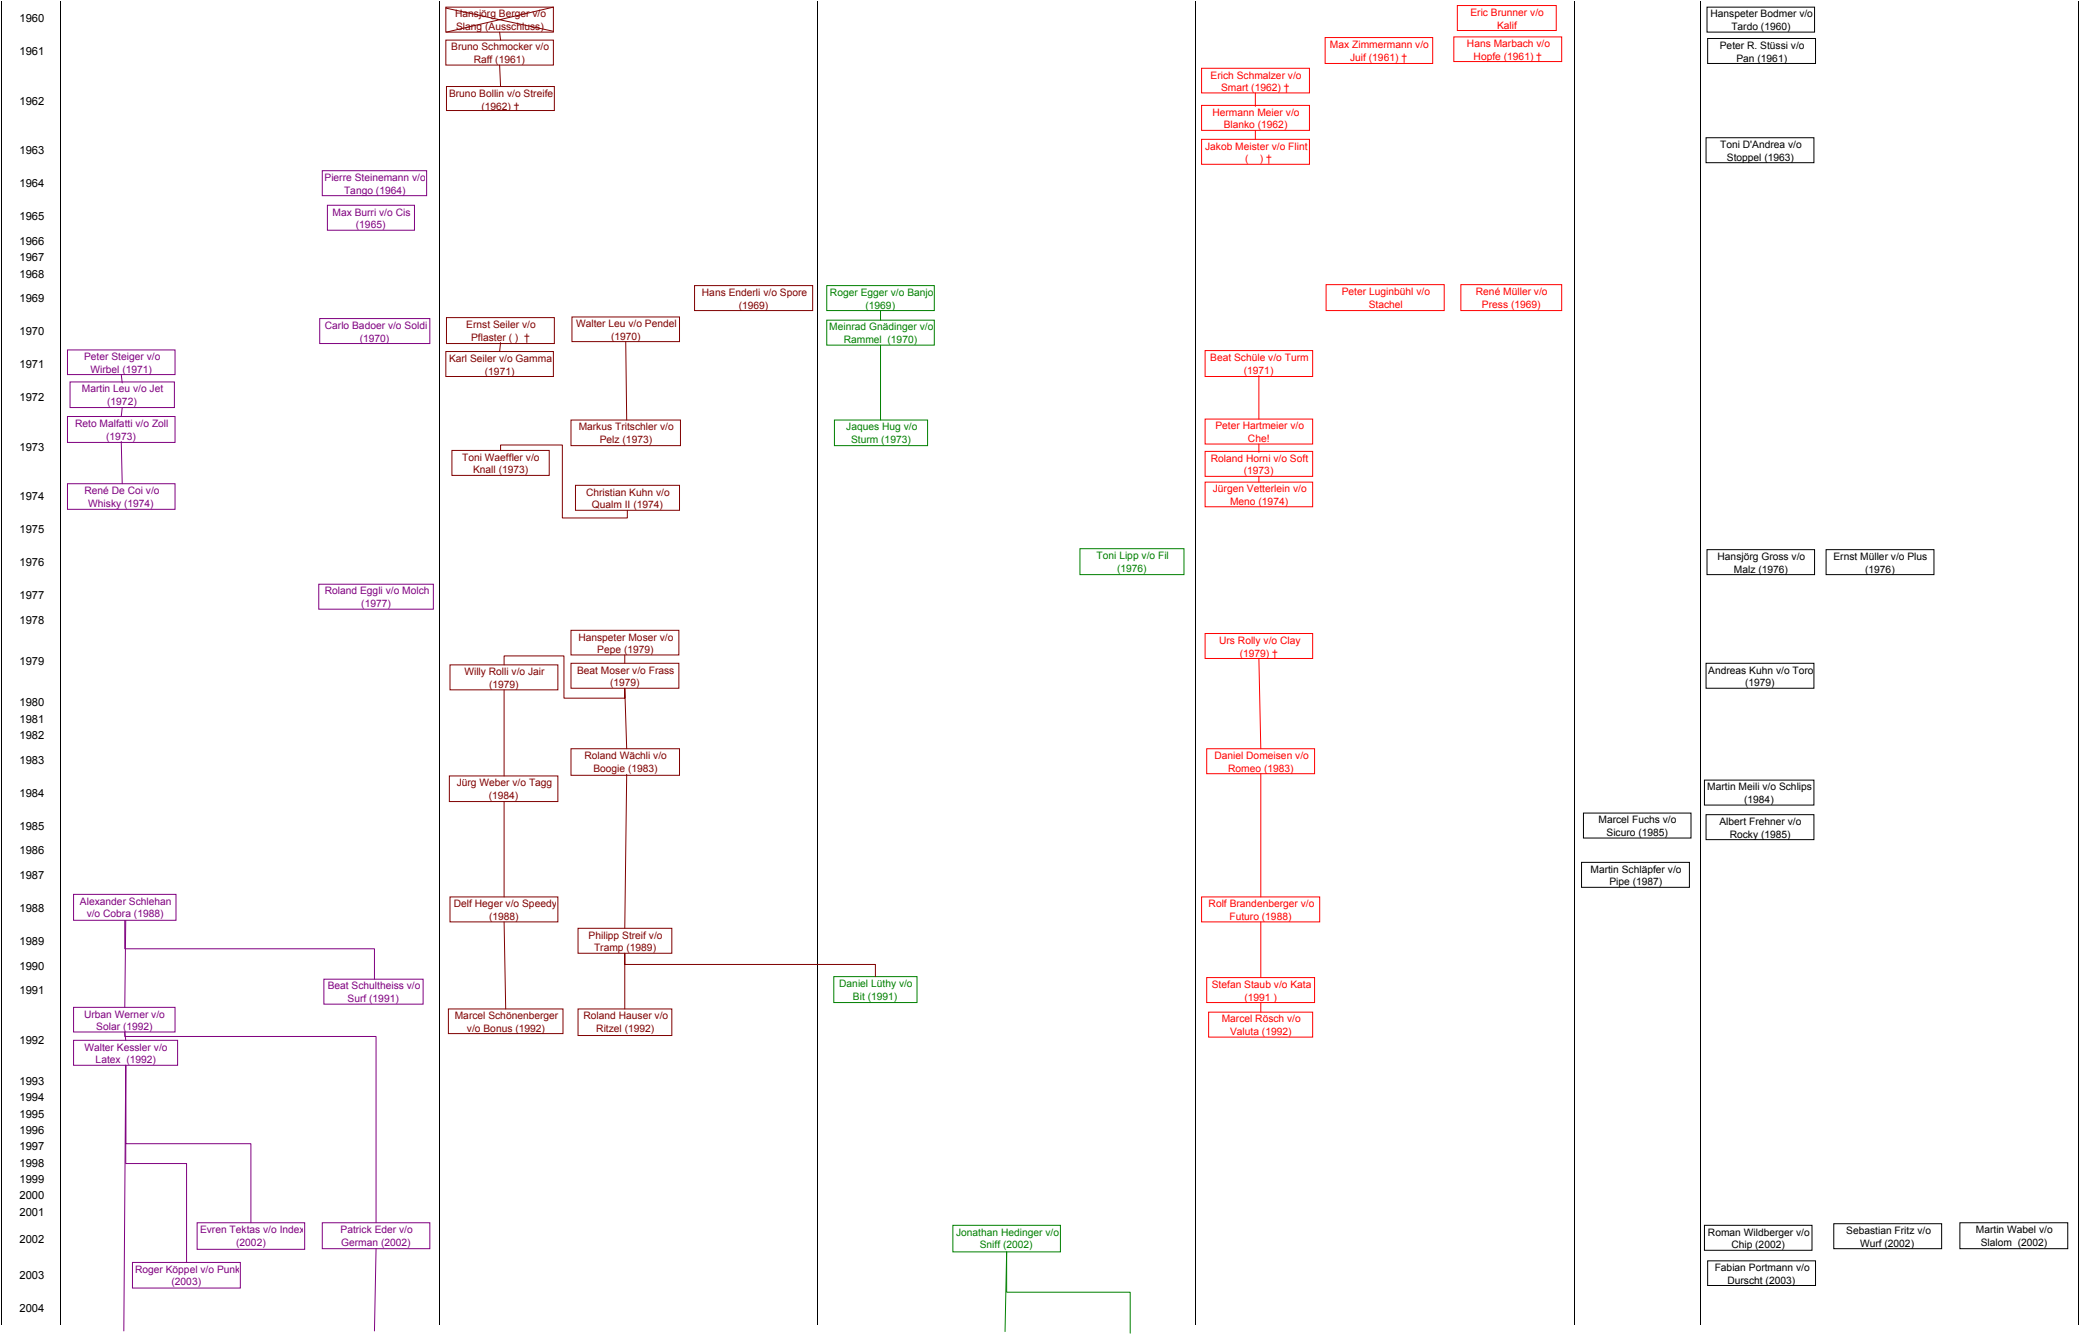 1960
Hansjörg Berger v/o
Slang (Ausschluss)
Eric Brunner v/o
Kalif
Hanspeter Bodmer v/o
Tardo (1960)
1961
Bruno Schmocker v/o
Raff (1961)
Max Zimmermann v/o
Juif (1961) †
Hans Marbach v/o
Hopfe (1961) †
Peter R. Stüssi v/o
Pan (1961)
Erich Schmalzer v/o
Smart (1962) †
1962
Bruno Bollin v/o Streife
(1962) †
Hermann Meier v/o
Blanko (1962)
1963
Jakob Meister v/o Flint
( ) †
Toni D'Andrea v/o
Stoppel (1963)
1964
Pierre Steinemann v/o
Tango (1964)
1965
Max Burri v/o Cis
(1965)
1966
1967
1968
1969
Hans Enderli v/o Spore
(1969)
Roger Egger v/o Banjo
(1969)
Peter Luginbühl v/o
Stachel
René Müller v/o
Press (1969)
1970
Carlo Badoer v/o Soldi
(1970)
Ernst Seiler v/o
Pflaster ( ) †
Walter Leu v/o Pendel
(1970)
Meinrad Gnädinger v/o
Rammel (1970)
1971
Peter Steiger v/o
Wirbel (1971)
Karl Seiler v/o Gamma
(1971)
Beat Schüle v/o Turm
(1971)
1972
Martin Leu v/o Jet
(1972)
Reto Malfatti v/o Zoll
(1973)
Markus Tritschler v/o
Pelz (1973)
Jaques Hug v/o
Sturm (1973)
Peter Hartmeier v/o
Che!
1973
Toni Waeffler v/o
Knall (1973)
Roland Horni v/o Soft
(1973)
1974
René De Coi v/o
Whisky (1974)
Christian Kuhn v/o
Qualm II (1974)
Jürgen Vetterlein v/o
Meno (1974)
1975
1976
Toni Lipp v/o Fil
(1976)
Hansjörg Gross v/o
Malz (1976)
Ernst Müller v/o Plus
(1976)
1977
Roland Eggli v/o Molch
(1977)
1978
Hanspeter Moser v/o
Pepe (1979)
Urs Rolly v/o Clay
(1979) †
1979
Willy Rolli v/o Jair
(1979)
Beat Moser v/o Frass
(1979)
Andreas Kuhn v/o Toro
(1979)
1980
1981
1982
1983
Roland Wächli v/o
Boogie (1983)
Daniel Domeisen v/o
Romeo (1983)
1984
Jürg Weber v/o Tagg
(1984)
Martin Meili v/o Schlips
(1984)
1985
Marcel Fuchs v/o
Sicuro (1985)
Albert Frehner v/o
Rocky (1985)
1986
1987
Martin Schläpfer v/o
Pipe (1987)
1988
Alexander Schlehan
v/o Cobra (1988)
Delf Heger v/o Speedy
(1988)
Rolf Brandenberger v/o
Futuro (1988)
1989
Philipp Streif v/o
Tramp (1989)
1990
1991
Beat Schultheiss v/o
Surf (1991)
Daniel Lüthy v/o
Bit (1991)
Stefan Staub v/o Kata
(1991 )
Urban Werner v/o
Solar (1992)
Marcel Schönenberger
v/o Bonus (1992)
Roland Hauser v/o
Ritzel (1992)
Marcel Rösch v/o
Valuta (1992)
1992
Walter Kessler v/o
Latex (1992)
1993
1994
1995
1996
1997
1998
1999
2000
2001
2002
Evren Tektas v/o Index
(2002)
Patrick Eder v/o
German (2002)
Jonathan Hedinger v/o
Sniff (2002)
Roman Wildberger v/o
Chip (2002)
Sebastian Fritz v/o
Wurf (2002)
Martin Wabel v/o
Slalom (2002)
2003
Roger Köppel v/o Punk
(2003)
Fabian Portmann v/o
Durscht (2003)
2004